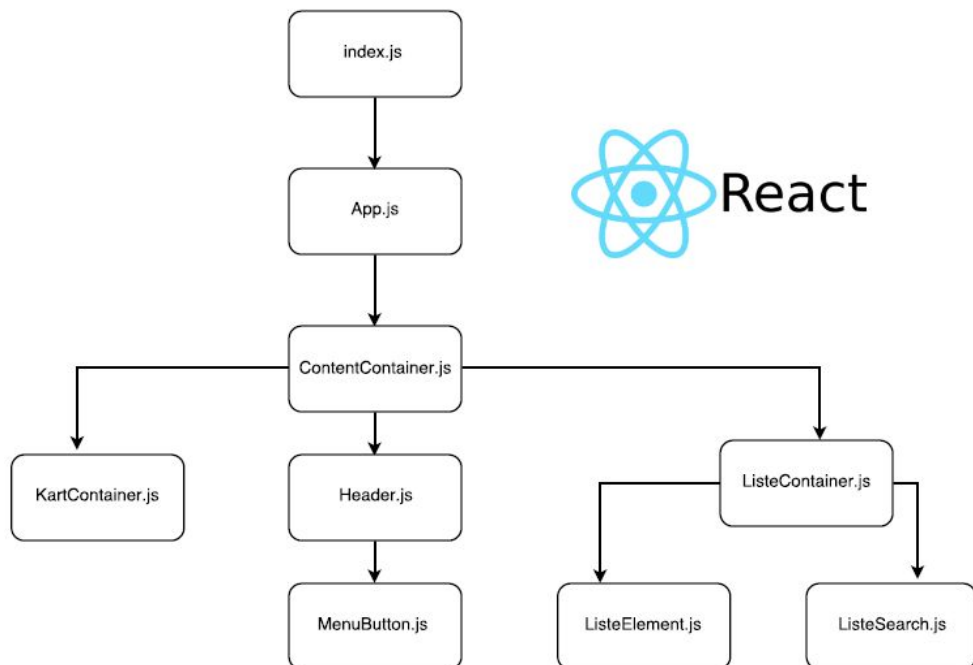 index.js
App.js
React
ContentContainer.js
KartContainer.js
Header.js
ListeContainer.js
MenuButton.js
ListeElement.js
ListeSearch.js